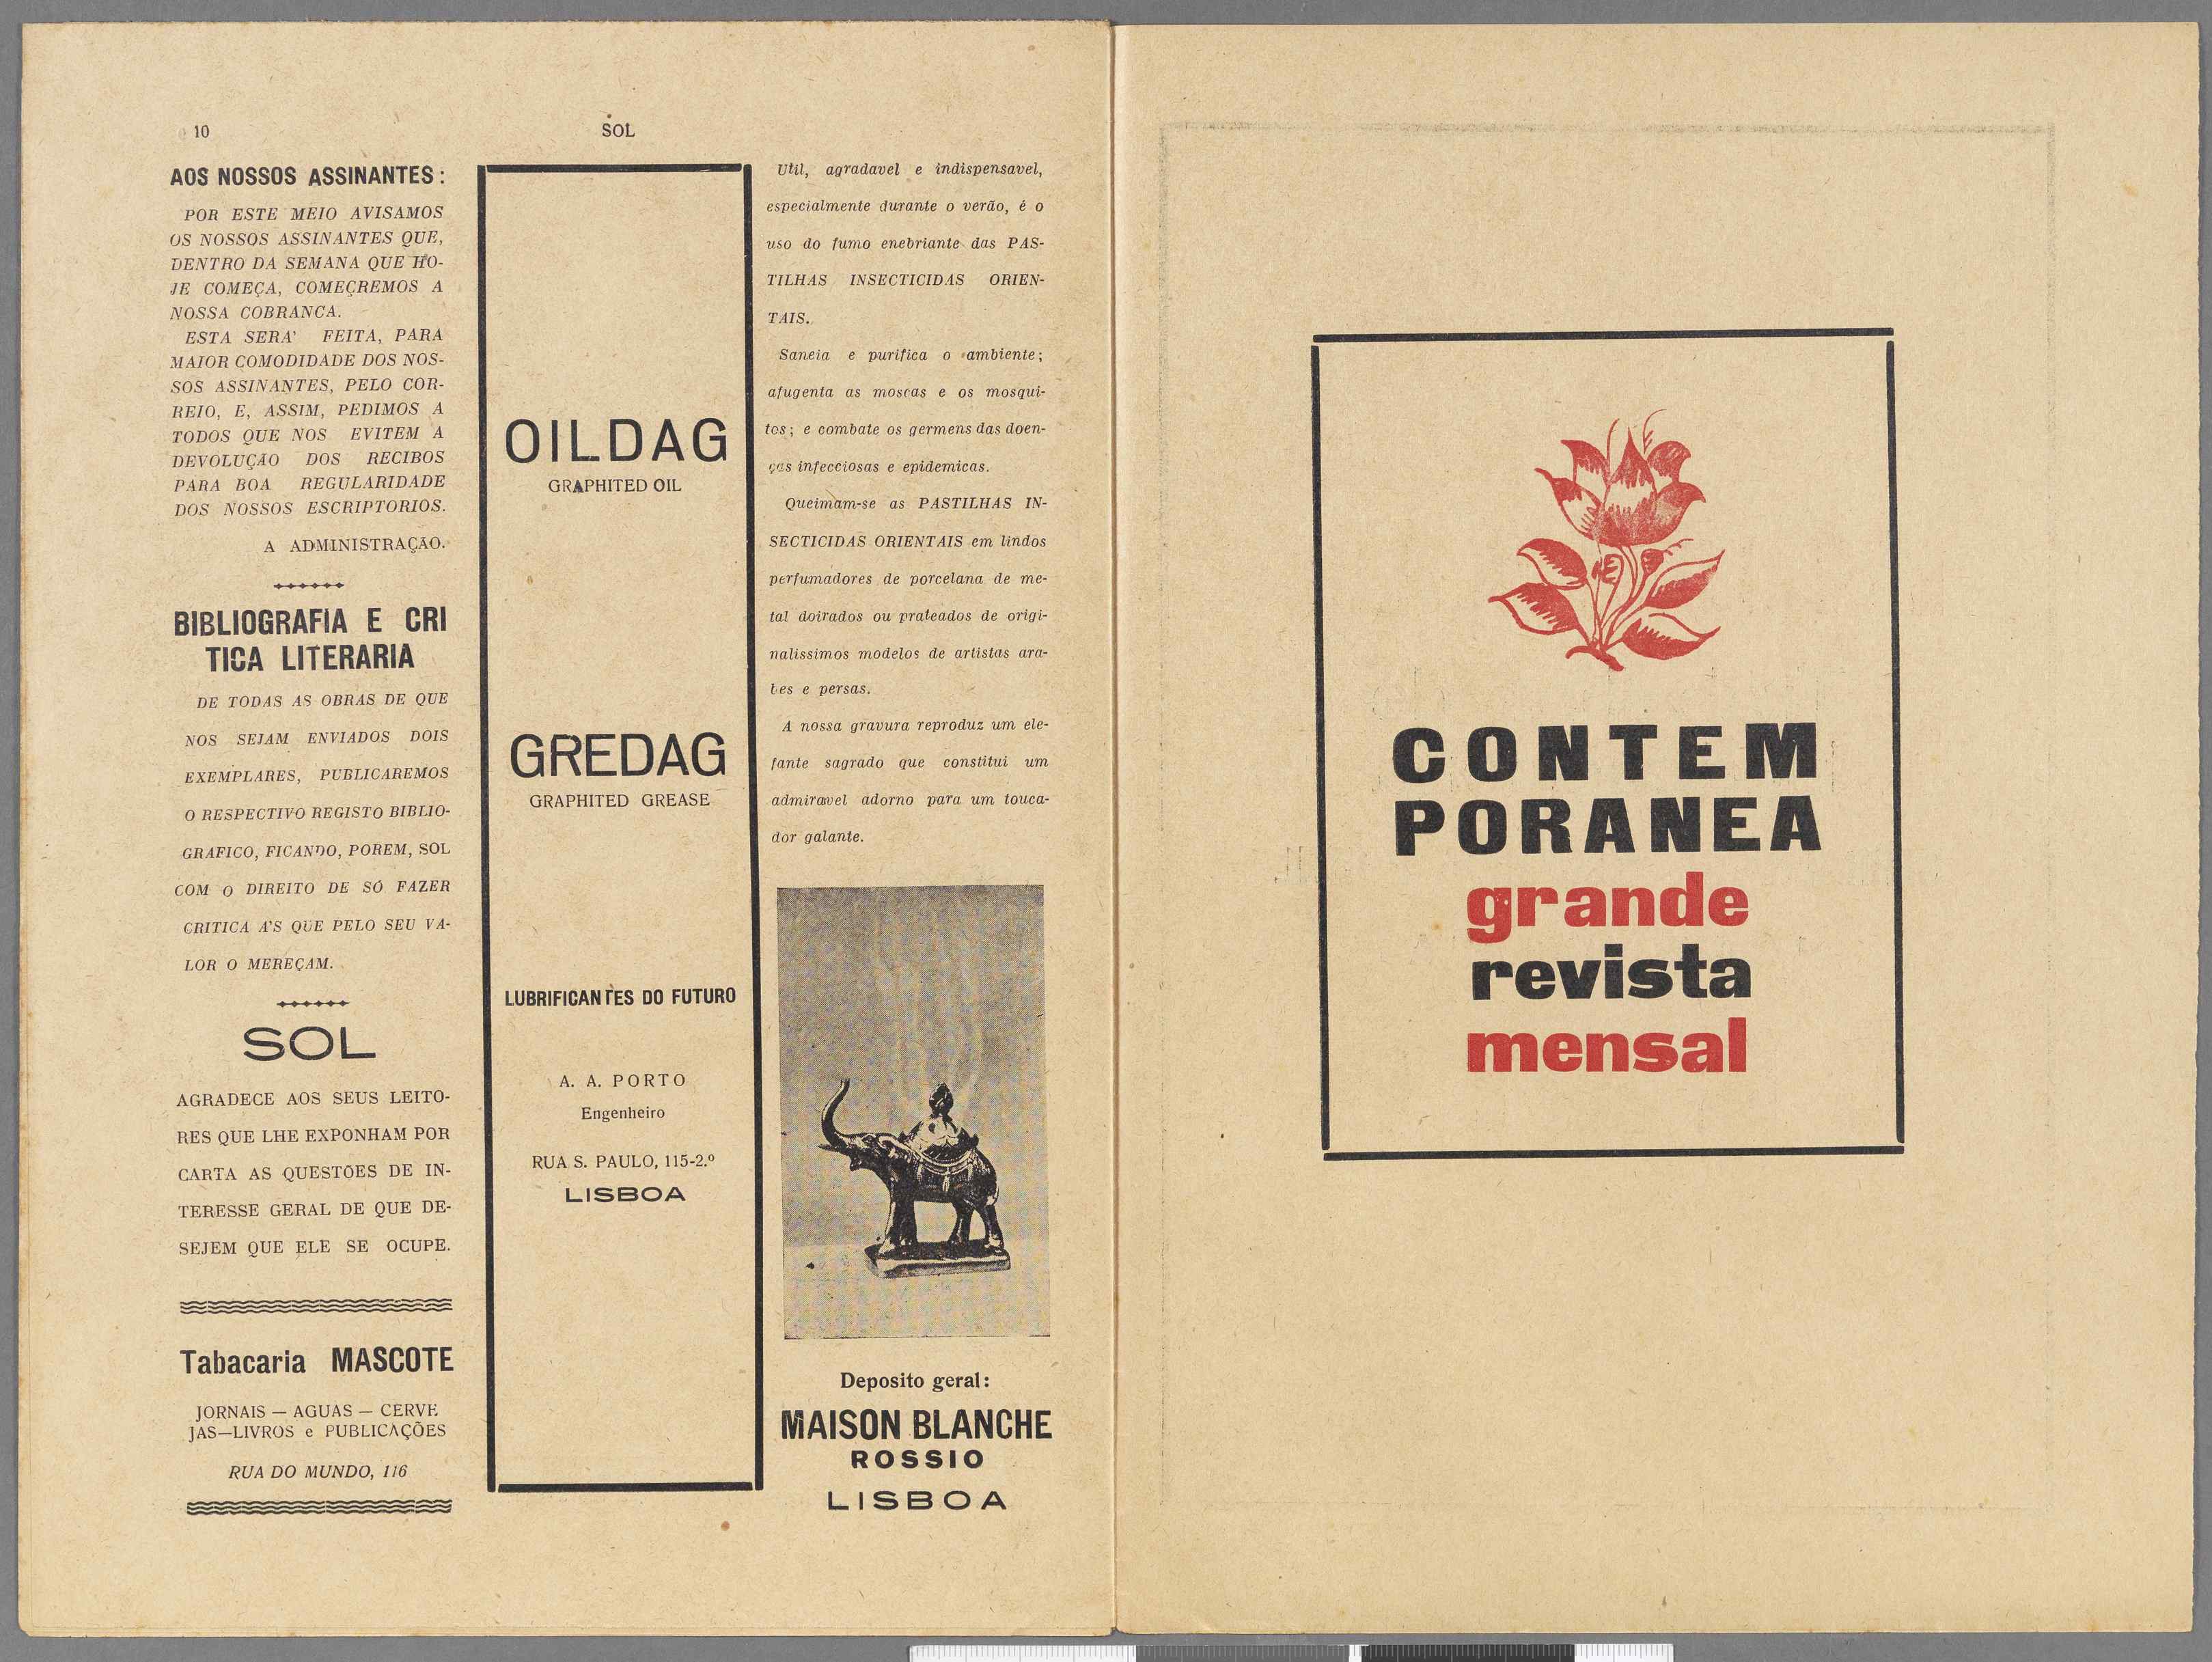 10
SOL
AOS NOSSOS ASSINANTES:
POR ESTE MEIO AVISAMOS
OS NOSSOS ASSINANTES QUE,
DENTRO DA SEMANA QUE HO-
JE COMEÇA, COMEÇREMOS A
NOSSA COBRANCA.
ESTA SERA' FEITA, PARA
MAIOR COMODIDADE DOS NOS-
SOS ASSINANTES, PELO COR-
REIO, E, ASSIM, PEDIMOS A
TODOS QUE NOS EVITEM A
DEVOLUÇÃO DOS RECIBOS
PARA BOA REGULARIDADE
DOS NOSSOS ESCRIPTORIOS.
A ADMINISTRAÇÃO.
BIBLIOGRAFIA E CRI
TICA LITERARIA
DE TODAS AS OBRAS DE QUE
NOS SEJAM ENVIADOS DOIS
EXEMPLARES, PUBLICAREMOS
O RESPECTIVO REGISTO BIBLIO-
GRAFICO, FICANDO, POREM, SOL
COM O DIREITO DE SÓ FAZER
CRITICA A'S QUE PELO SEU VA-
LOR O MEREÇAM.
SOL
AGRADECE AOS SEUS LEITO-
RES QUE LHE EXPONHAM POR
CARTA AS QUESTÕES DE IN-
TERESSE GERAL DE QUE DE-
SEJEM QUE ELE SE OCUPE.
Tabacaria MASCOTE
JORNAIS — AGUAS — CERVE
JAS—LIVROS e PUBLICAÇÕES
RUA DO MUNDO, 116
OILDAG
GRAPHITED OIL
GREDAG
GRAPHITED GREASE
LUBRIFICANTES DO FUTURO
A. A. PORTO
Engenheiro
RUA S. PAULO, 115-2.º
LISBOA
Util, agradavel e indispensavel,
especialmente durante o verão, é o
uso do fumo enebriante das PAS-
TILHAS INSECTICIDAS ORIEN-
TAIS.
Saneia e purifica o ambiente;
afugenta as moscas e os mosqui-
tos; e combate os germens das doen-
ças infecciosas e epidemicas.
Queimam-se as PASTILHAS IN-
SECTICIDAS ORIENTAIS em lindos
perfumadores de porcelana de me-
tal doirados ou prateados de origi-
nalissimos modelos de artistas ara-
bes e persas.
A nossa gravura reproduz um ele-
fante sagrado que constitui um
admiravel adorno para um touca-
dor galante.
Deposito geral:
MAISON BLANCHE
ROSSIO
LISBOA
CONTEM
PORANEA
grande
revista
mensal